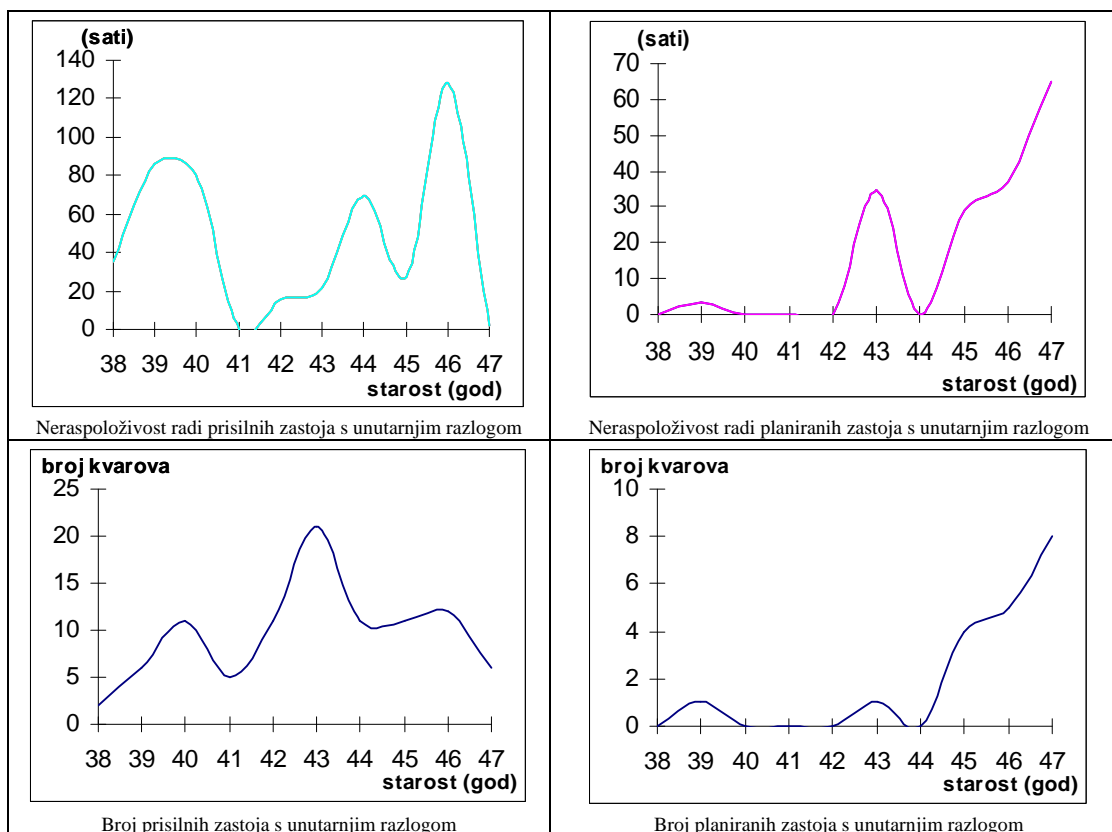 (sati)
140
120
100
80
60
40
20
0
38 39 40 41 42 43 44 45 46 47
starost (god)
Neraspoloživost radi prisilnih zastoja s unutarnjim razlogom
(sati)
70
60
50
40
30
20
10
0
38 39 40 41 42 43 44 45 46 47
starost (god)
Neraspoloživost radi planiranih zastoja s unutarnjim razlogom
broj kvarova
25
20
15
10
5
0
38 39 40 41 42 43 44 45 46 47
starost (god)
Broj prisilnih zastoja s unutarnjim razlogom
broj kvarova
10
8
6
4
2
0
38 39 40 41 42 43 44 45 46 47
starost (god)
Broj planiranih zastoja s unutarnjim razlogom